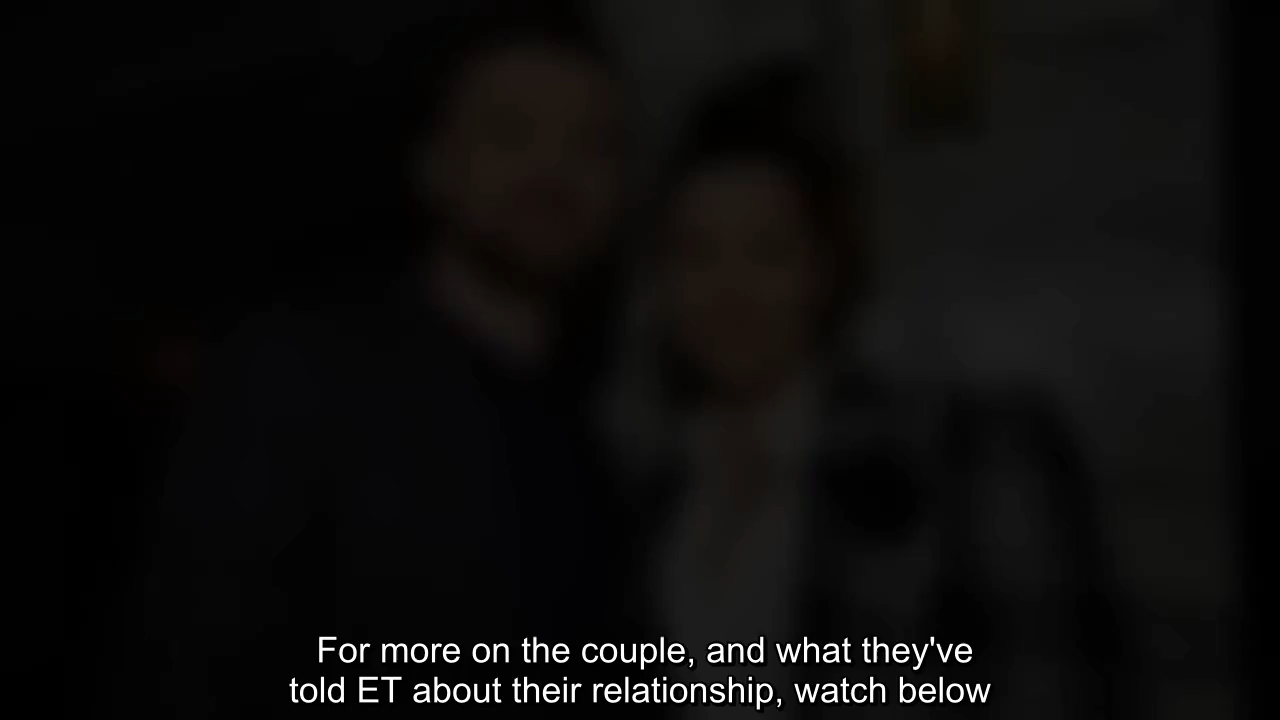 For more on the couple, and what they've
told ET about their relationship, watch below